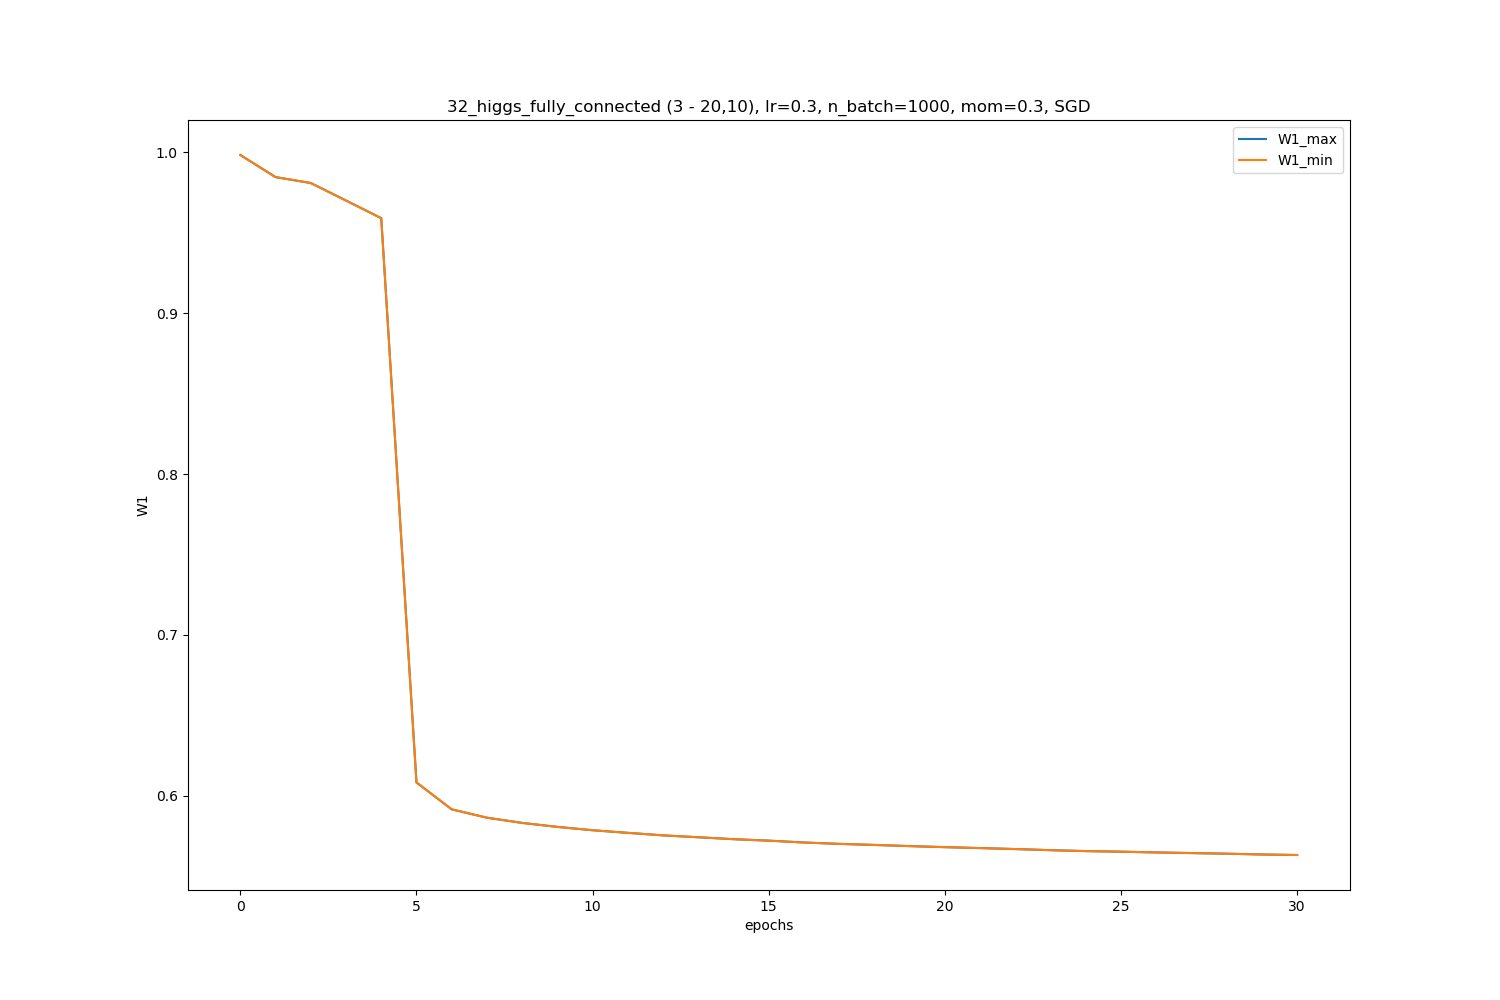 32_higgs_fully_connected (3 - 20,10), lr=0.3, n_batch=1000, mom=0.3, SGD
W1_max
W1_min
1.0
0.9
0.8
0.7
0.6
W1
0 5 10 15 20 25 30
epochs